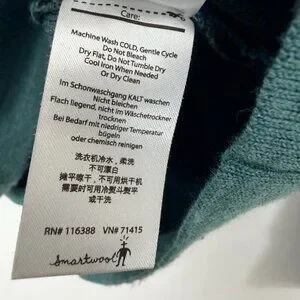 Care:
Machine Wash COLD, Gentle Cycle
Do Not Bleach
Dry Flat, Do Not Tumble Dry
Cool Iron When Needed
Or Dry Clean
Im Schonwaschgang KALT waschen
Nicht bleichen
Flach liegend, nicht im Wäschetrockner
trocknen
Bei Bedarf mit niedriger Temperatur
bügeln
oder chemisch reinigen
洗衣机冷水，柔洗
不可漂白
摊平晾干，不可用烘干机
需要时可用冷熨斗熨平
或干洗
RN# 116388 VN# 71415
Smartwool